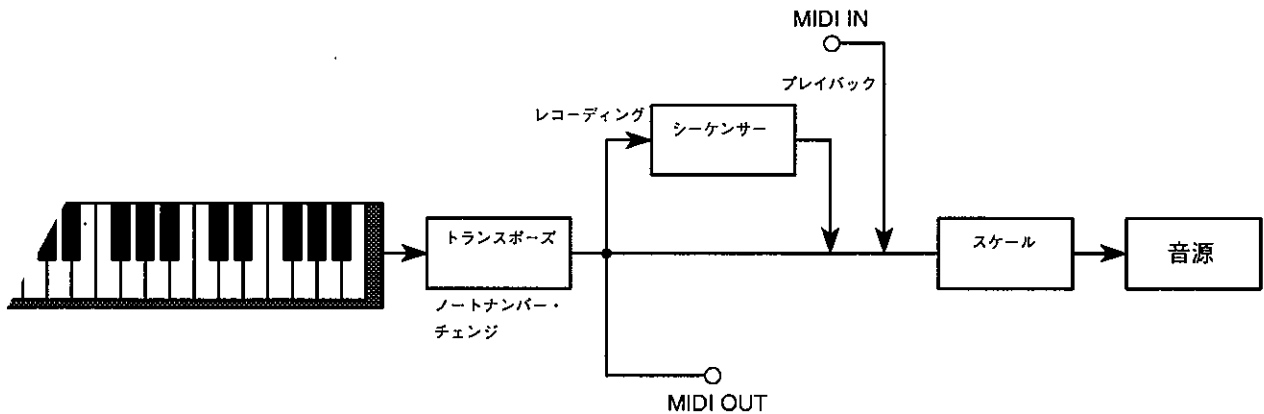 MIDI IN
プレイバック
レコーディング
シーケンサー
トランスポーズ
スケール
音源
ノートナンバー・
チェンジ
MIDI OUT